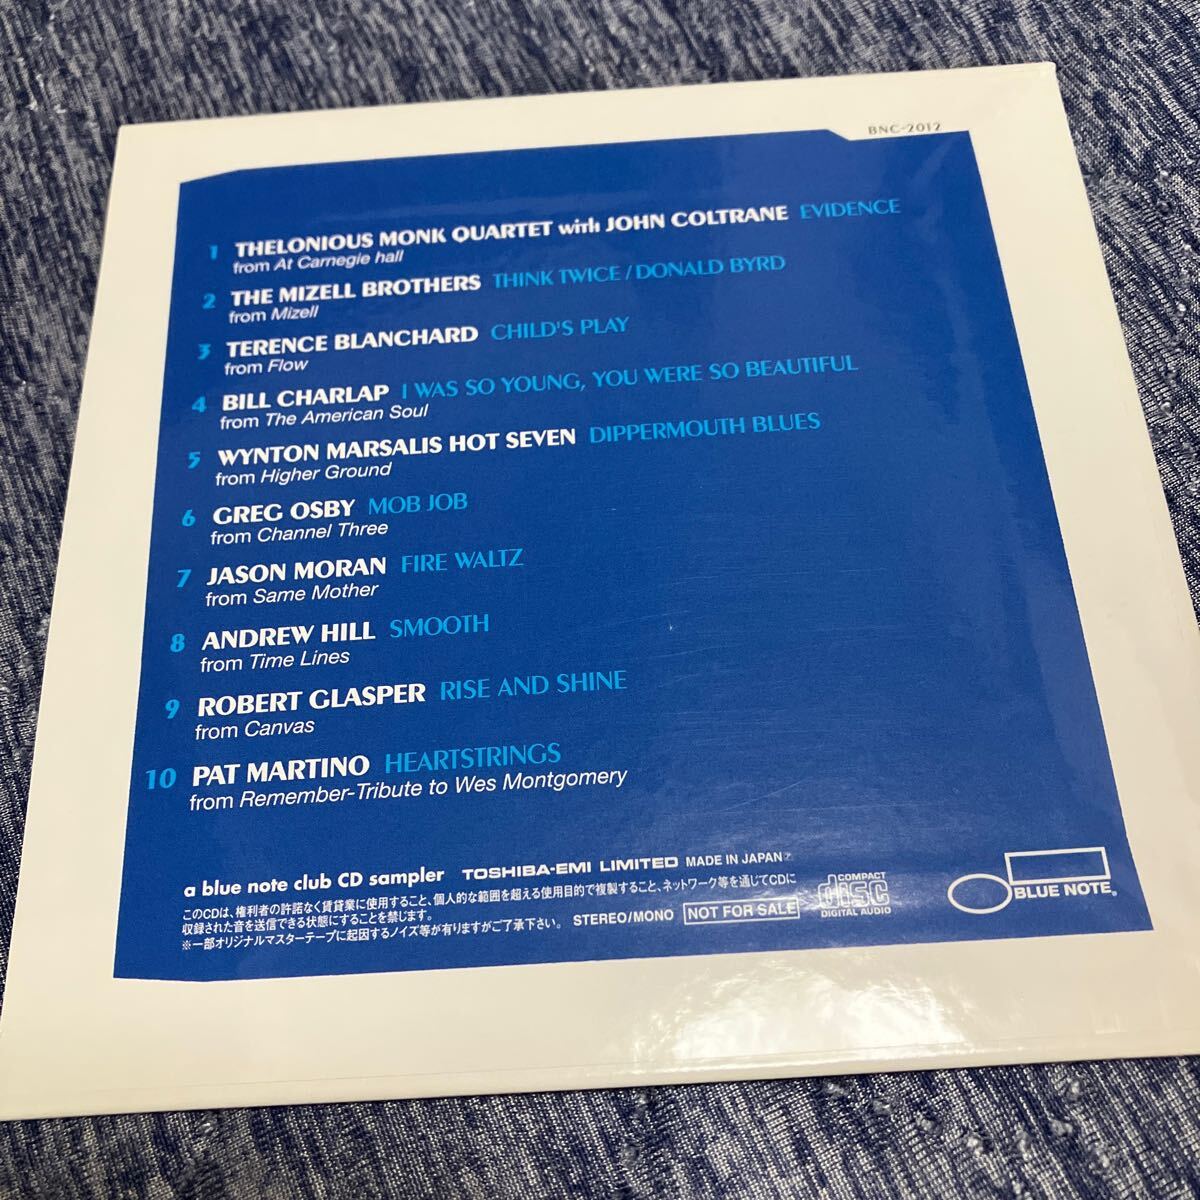 BNC-2012
1 THELONIOUS MONK QUARTET with JOHN COLTRANE EVIDENCE
from At Carnegie hall
2 THE MIZELL BROTHERS THINK TWICE / DONALD BYRD
from Mizell
3 TERENCE BLANCHARD CHILD'S PLAY
from Flow
4 BILL CHARLAP I WAS SO YOUNG, YOU WERE SO BEAUTIFUL
from The American Soul
5 WYNTON MARSALIS HOT SEVEN DIPPERMOUTH BLUES
from Higher Ground
6 GREG OSBY MOB JOB
from Channel Three
7 JASON MORAN FIRE WALTZ
from Same Mother
8 ANDREW HILL SMOOTH
from Time Lines
9 ROBERT GLASPER RISE AND SHINE
from Canvas
10 PAT MARTINO HEARTSTRINGS
from Remember-Tribute to Wes Montgomery
a blue note club CD sampler TOSHIBA-EMI LIMITED MADE IN JAPAN
このCDは、権利者の許諾なく賃貸業に使用すること、個人的な範囲を超える使用目的で複製すること、ネットワーク等を通じてCDに
収録された音を送信できる状態にすることを禁じます。
※一部オリジナルマスターテープに起因するノイズ等が有りますがご了承下さい。 STEREO/MONO NOT FOR SALE
COMPACT
disc
DIGITAL AUDIO
BLUE NOTE